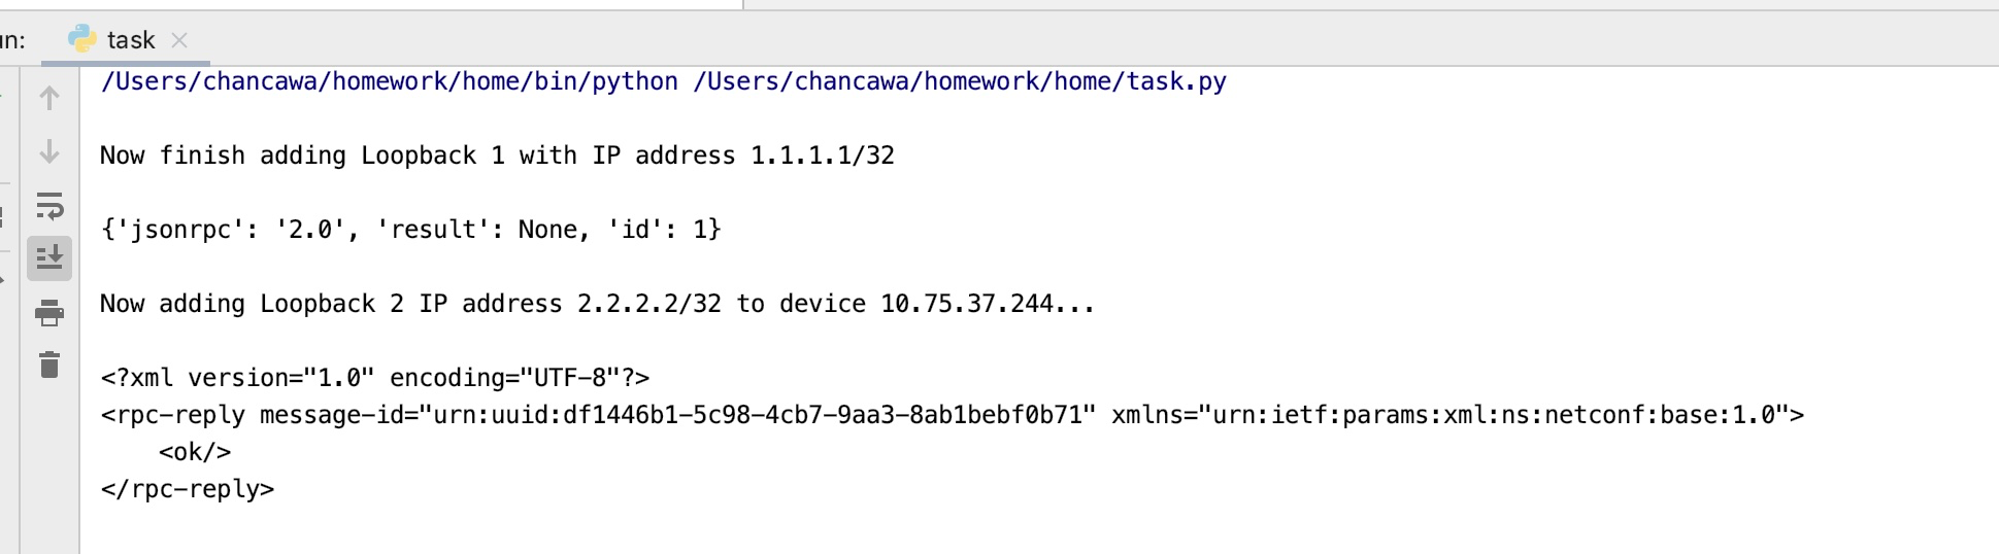 un:
task
/Users/chancawa/homework/home/bin/python /Users/chancawa/homework/home/task.py
Now finish adding Loopback 1 with IP address 1.1.1.1/32
{'jsonrpc': '2.0', 'result': None, 'id': 1}
Now adding Loopback 2 IP address 2.2.2.2/32 to device 10.75.37.244...
<?xml version="1.0" encoding="UTF-8"?>
<rpc-reply message-id="urn:uuid:df1446b1-5c98-4cb7-9aa3-8ab1bebf0b71" xmlns="urn:ietf:params:xml:ns:netconf:base:1.0">
    <ok/>
</rpc-reply>